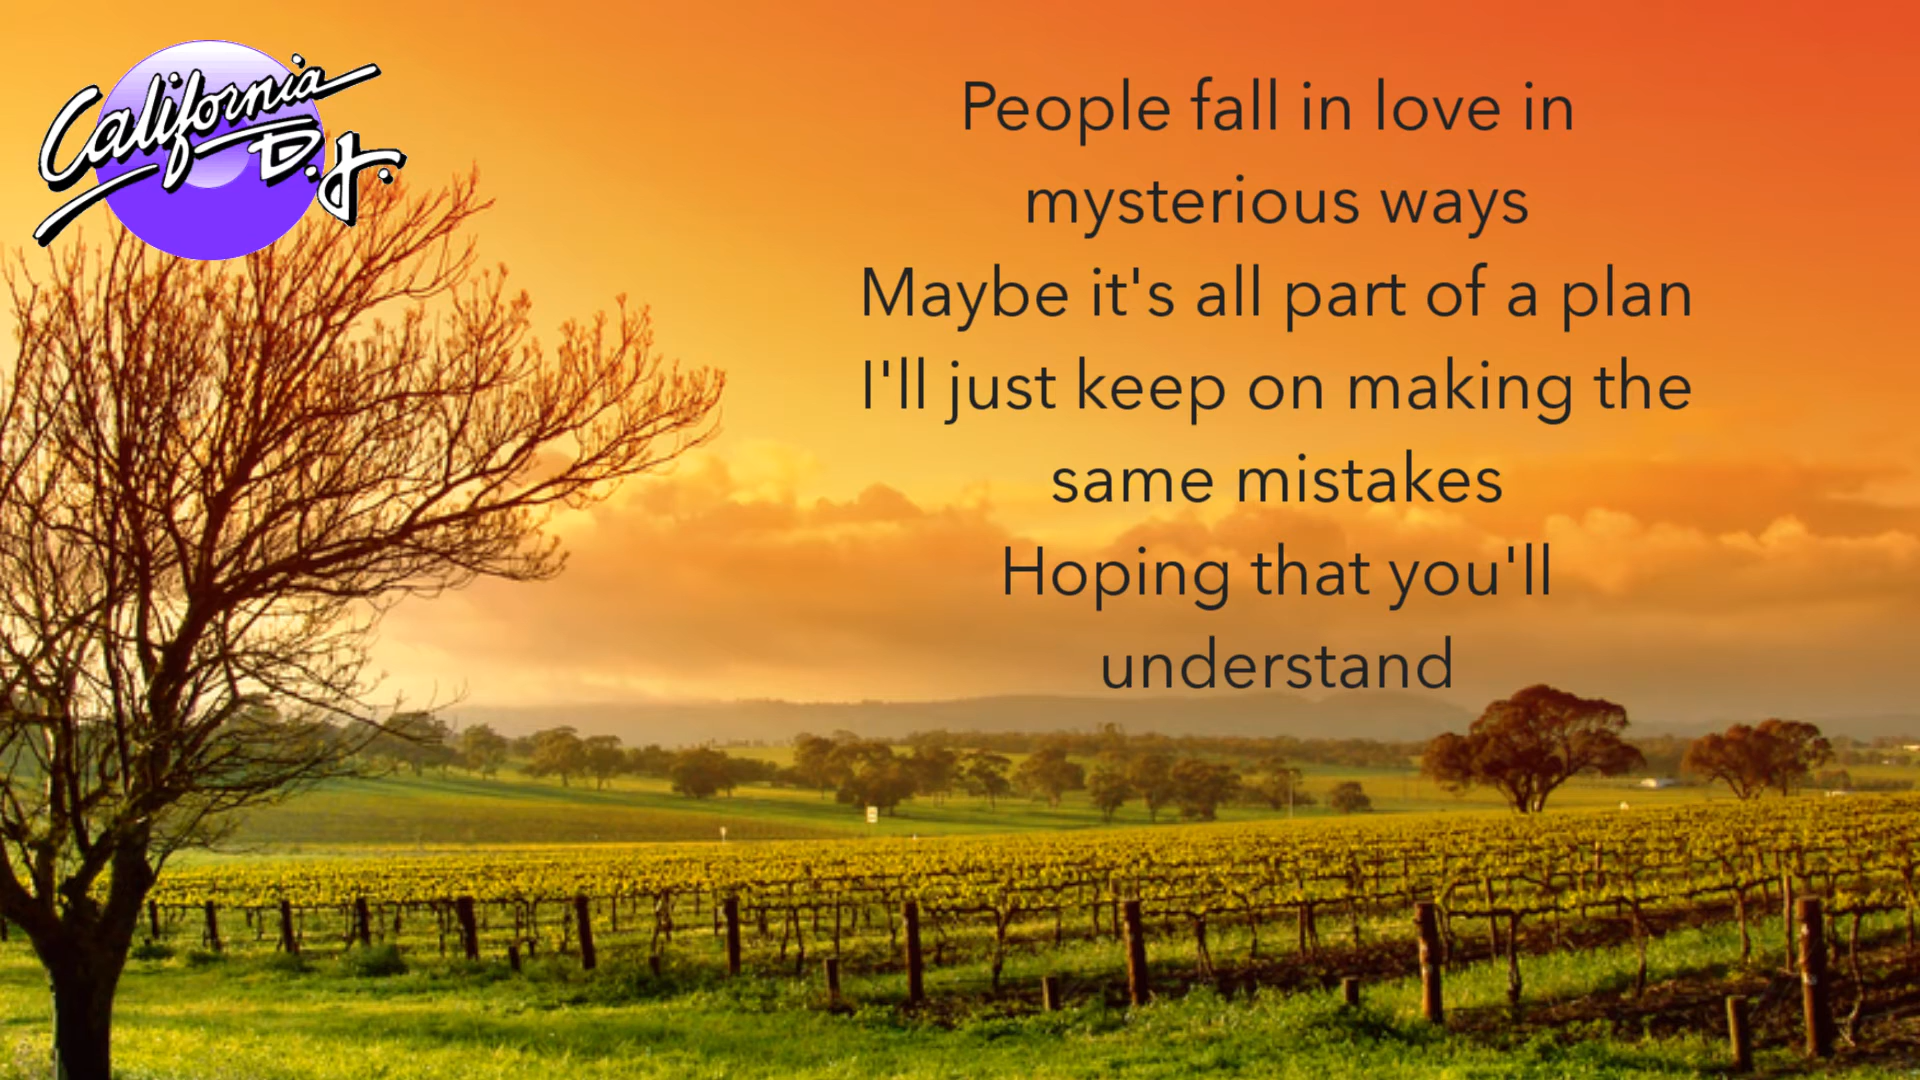 California
D.J.
People fall in love in
mysterious ways
Maybe it's all part of a plan
I'll just keep on making the
same mistakes
Hoping that you'll
understand